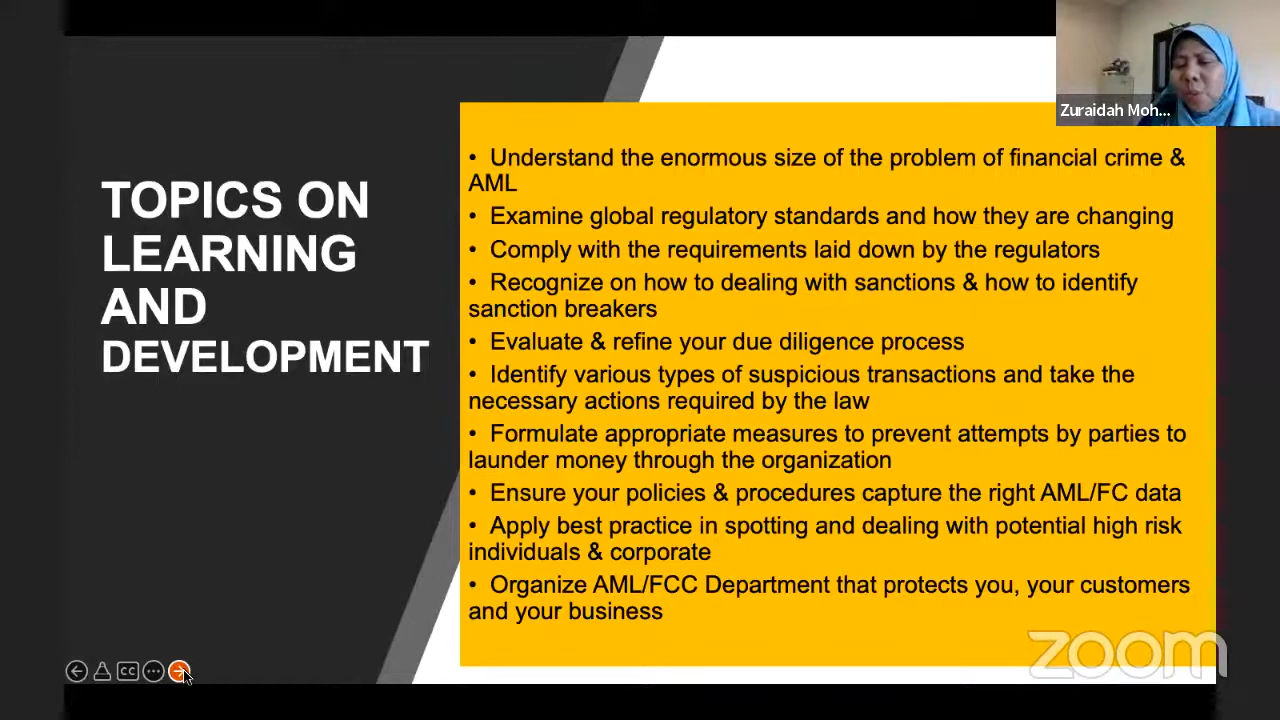 Zuraidah Moh...
TOPICS ON
LEARNING
AND
DEVELOPMENT
• Understand the enormous size of the problem of financial crime &
AML
• Examine global regulatory standards and how they are changing
• Comply with the requirements laid down by the regulators
• Recognize on how to dealing with sanctions & how to identify
sanction breakers
• Evaluate & refine your due diligence process
• Identify various types of suspicious transactions and take the
necessary actions required by the law
• Formulate appropriate measures to prevent attempts by parties to
launder money through the organization
• Ensure your policies & procedures capture the right AML/FC data
• Apply best practice in spotting and dealing with potential high risk
individuals & corporate
• Organize AML/FCC Department that protects you, your customers
and your business
CC
zoom